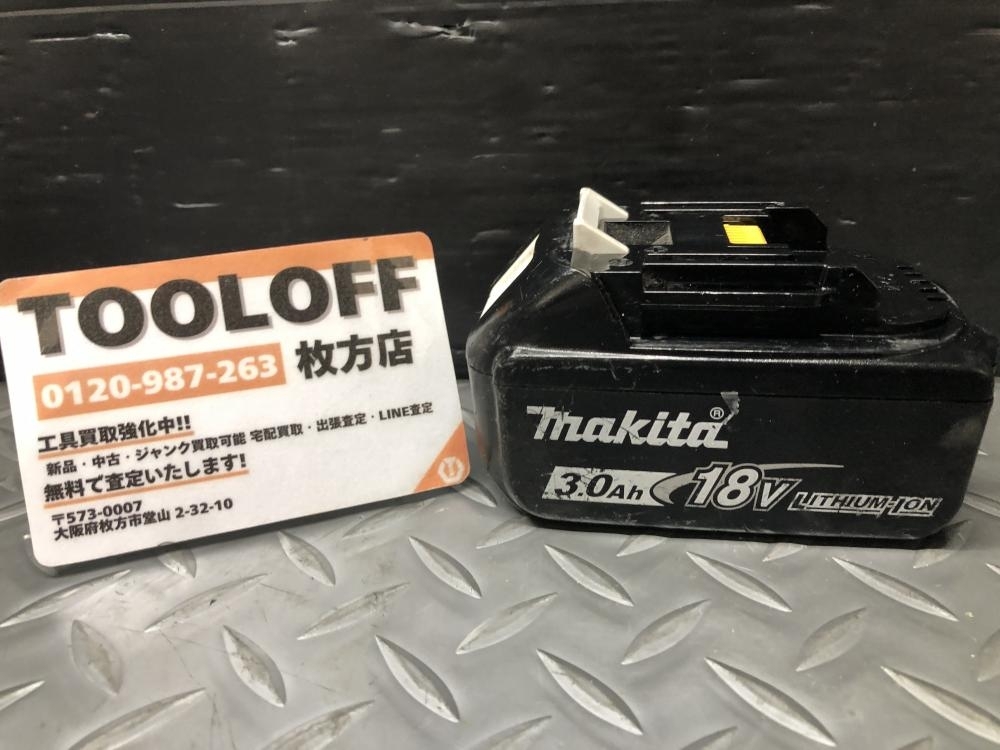 TOOLOFF
0120-987-263 枚方店
工具買取強化中!!
新品・中古・ジャンク買取可能 宅配買取・出張査定・LINE査定
無料で査定いたします!
〒573-0007
大阪府枚方市堂山 2-32-10
makita®
3.0Ah 18V LITHIUM-ION